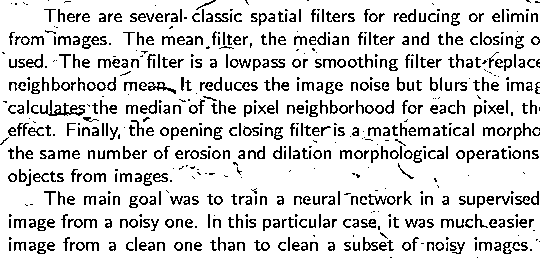 There are several classic spatial filters for reducing or elimin
from images. The mean filter, the median filter and the closing o
used. The mean filter is a lowpass or smoothing filter that replace
neighborhood mean. It reduces the image noise but blurs the imag
calculates the median of the pixel neighborhood for each pixel, th
effect. Finally, the opening closing filter is a mathematical morpho
the same number of erosion and dilation morphological operations
objects from images.
The main goal was to train a neural network in a supervised
image from a noisy one. In this particular case, it was much easier
image from a clean one than to clean a subset of noisy images.